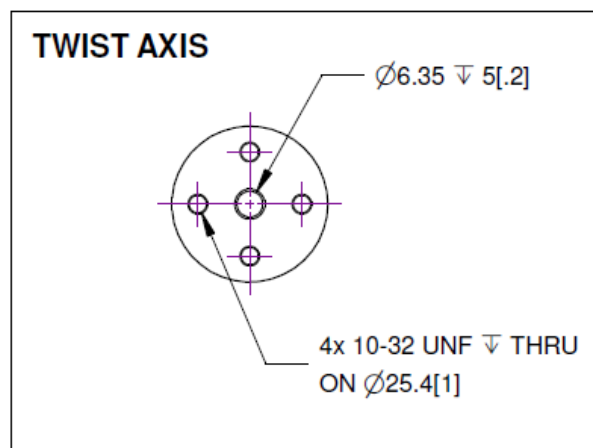 TWIST AXIS
∅6.35 ↧ 5[.2]
4x 10-32 UNF ↧ THRU
ON ∅25.4[1]